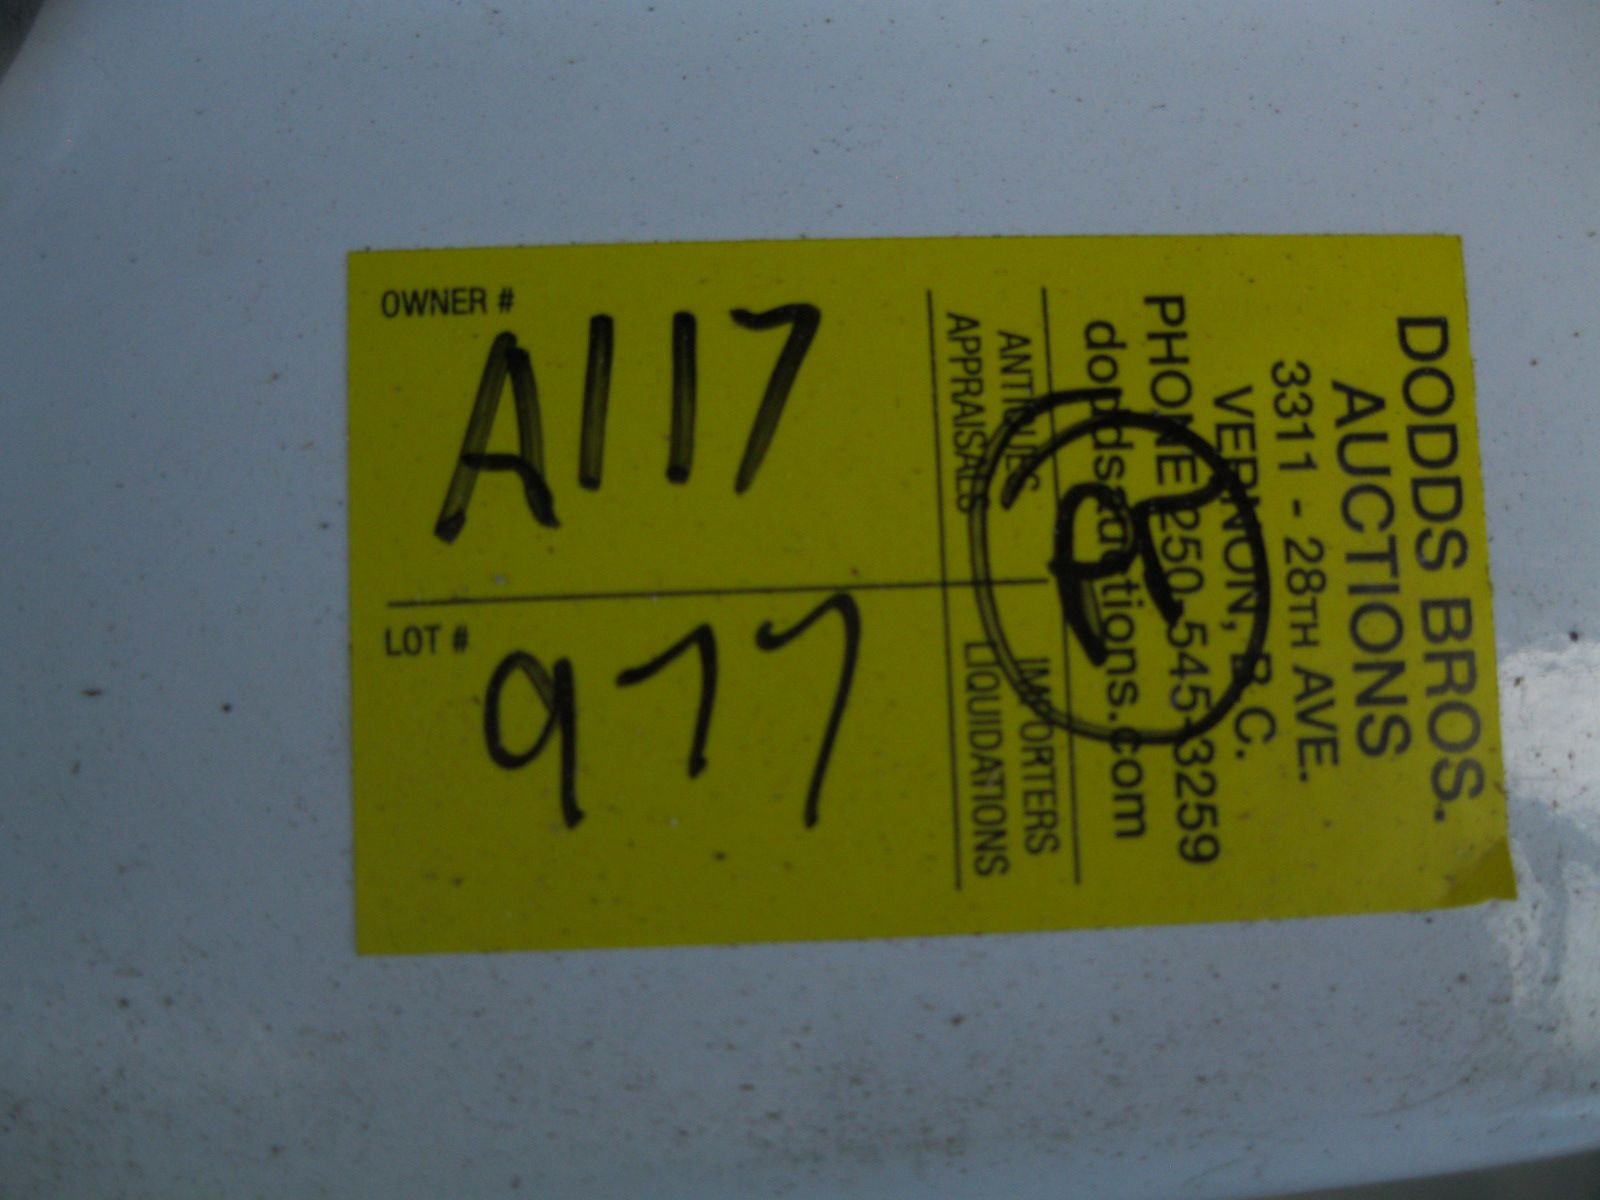 OWNER #
A117
LOT #
977
DODDS BROS.
AUCTIONS
3311 - 28TH AVE.
VERNON, B.C.
PHONE 250-545-3259
doddsauctions.com
ANTIQUES IMPORTERS
APPRAISALS LIQUIDATIONS